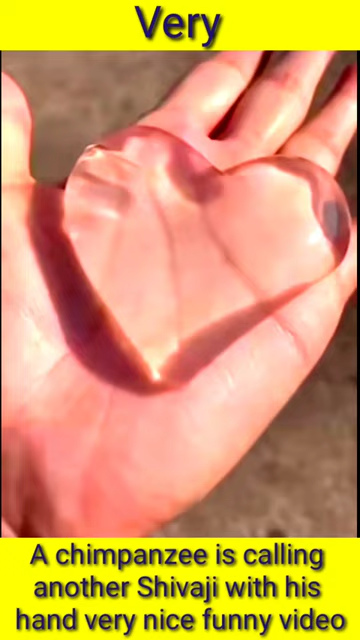 Very
A chimpanzee is calling
another Shivaji with his
hand very nice funny video